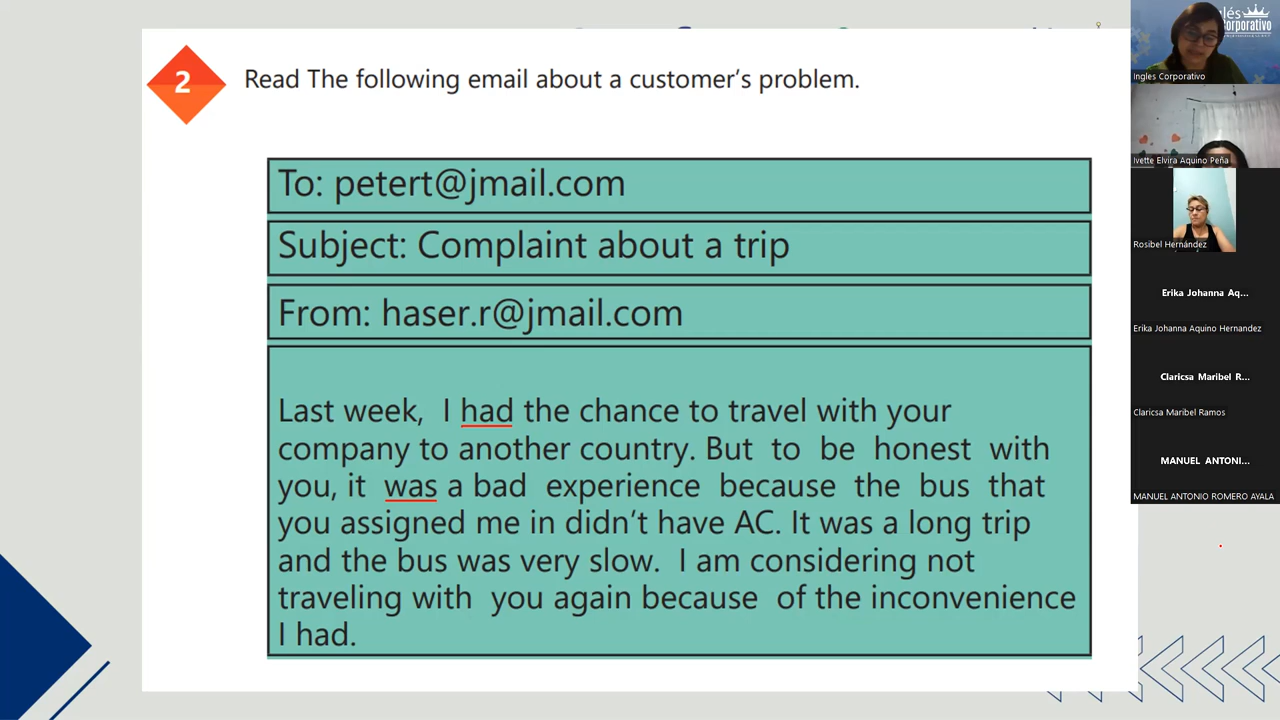 2
Read The following email about a customer's problem.
To: petert@jmail.com
Subject: Complaint about a trip
From: haser.r@jmail.com
Last week, I had the chance to travel with your
company to another country. But to be honest with
you, it was a bad experience because the bus that
you assigned me in didn't have AC. It was a long trip
and the bus was very slow. I am considering not
traveling with you again because of the inconvenience
I had.
Ingles Corporativo
Ivette Elvira Aquino Peña
Rosibel Hernández
Erika Johanna Aq...
Erika Johanna Aquino Hernandez
Claricsa Maribel R...
Claricsa Maribel Ramos
MANUEL ANTONI...
MANUEL ANTONIO ROMERO AYALA